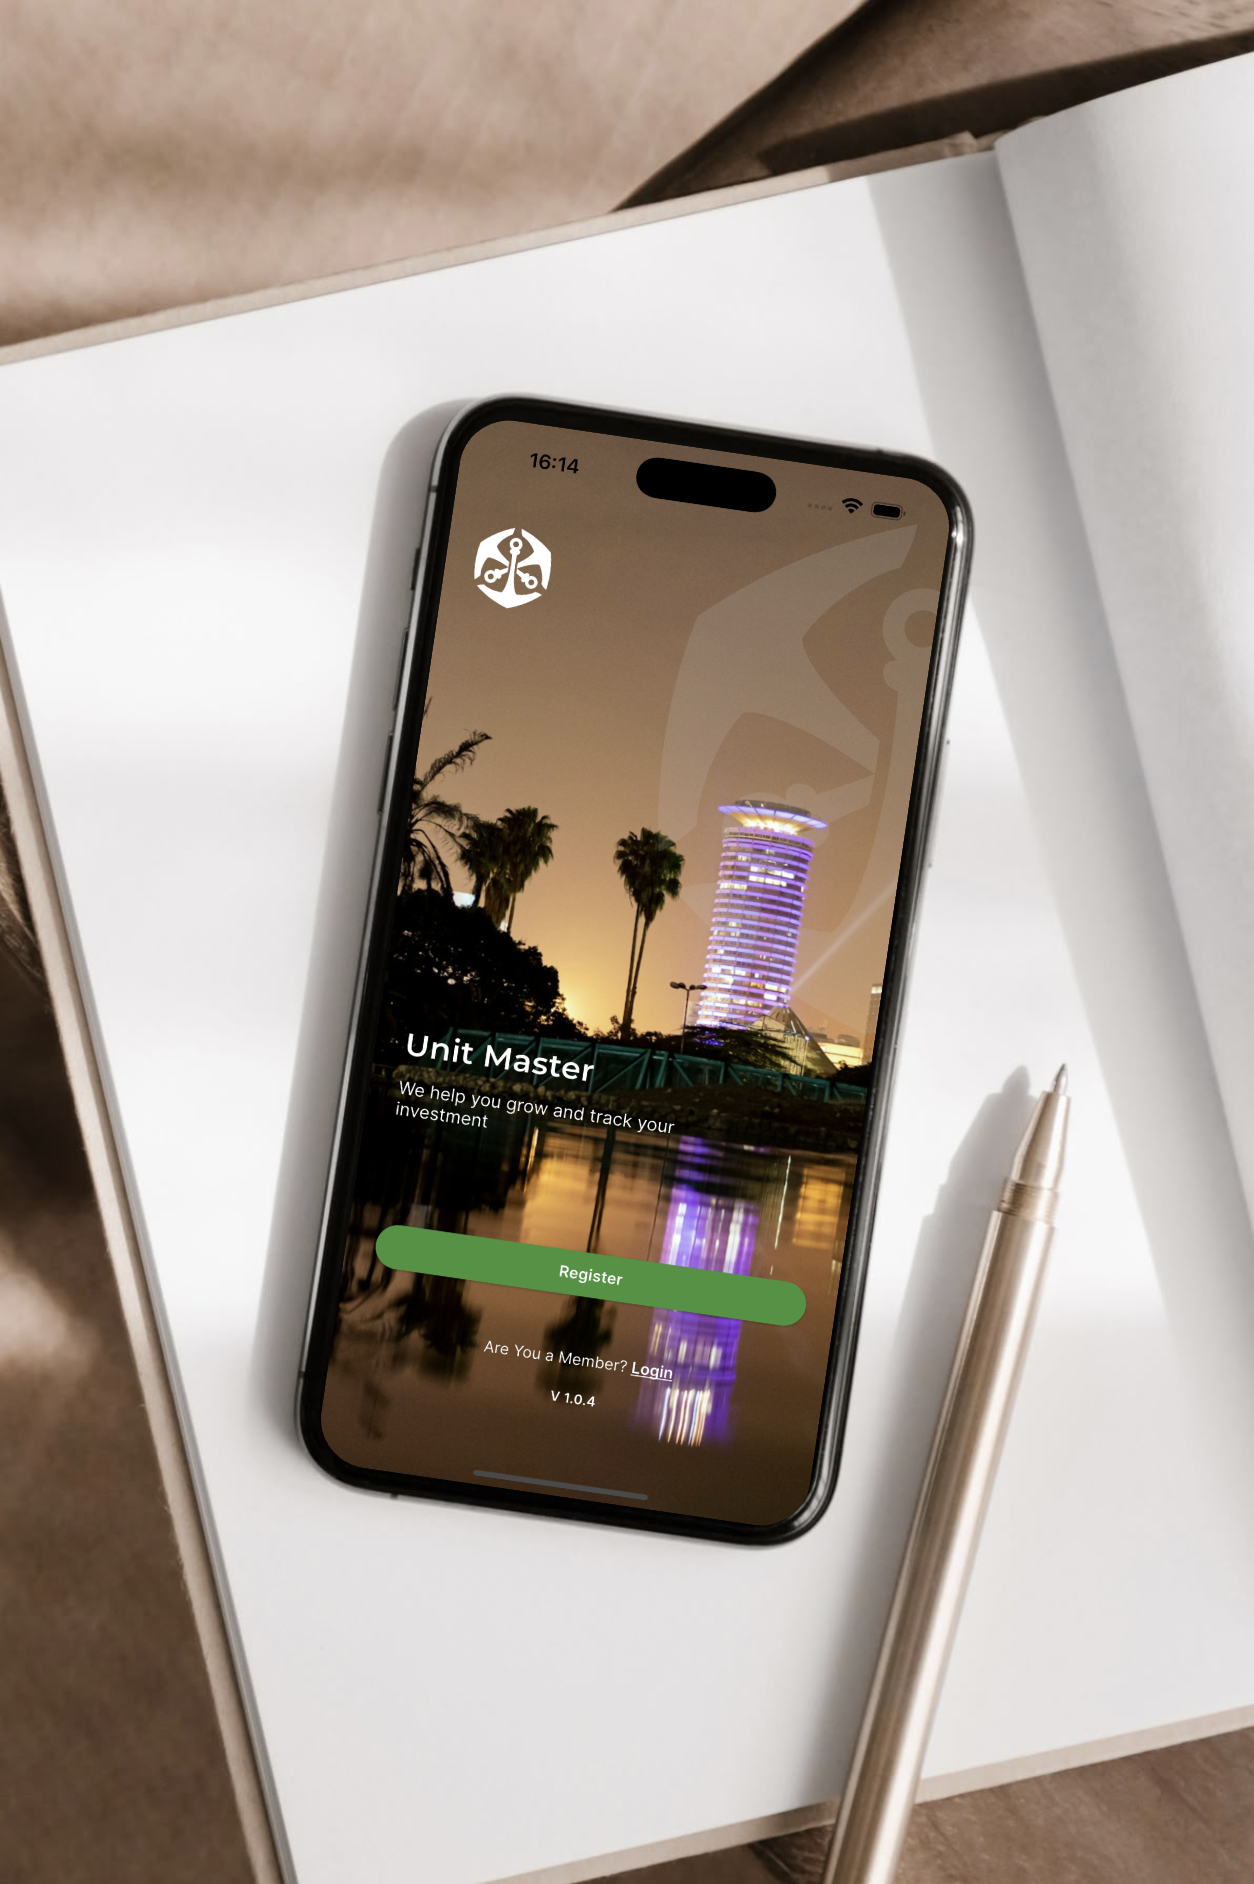 16:14
Unit Master
We help you grow and track your
investment
Register
Are You a Member? Login
V 1.0.4